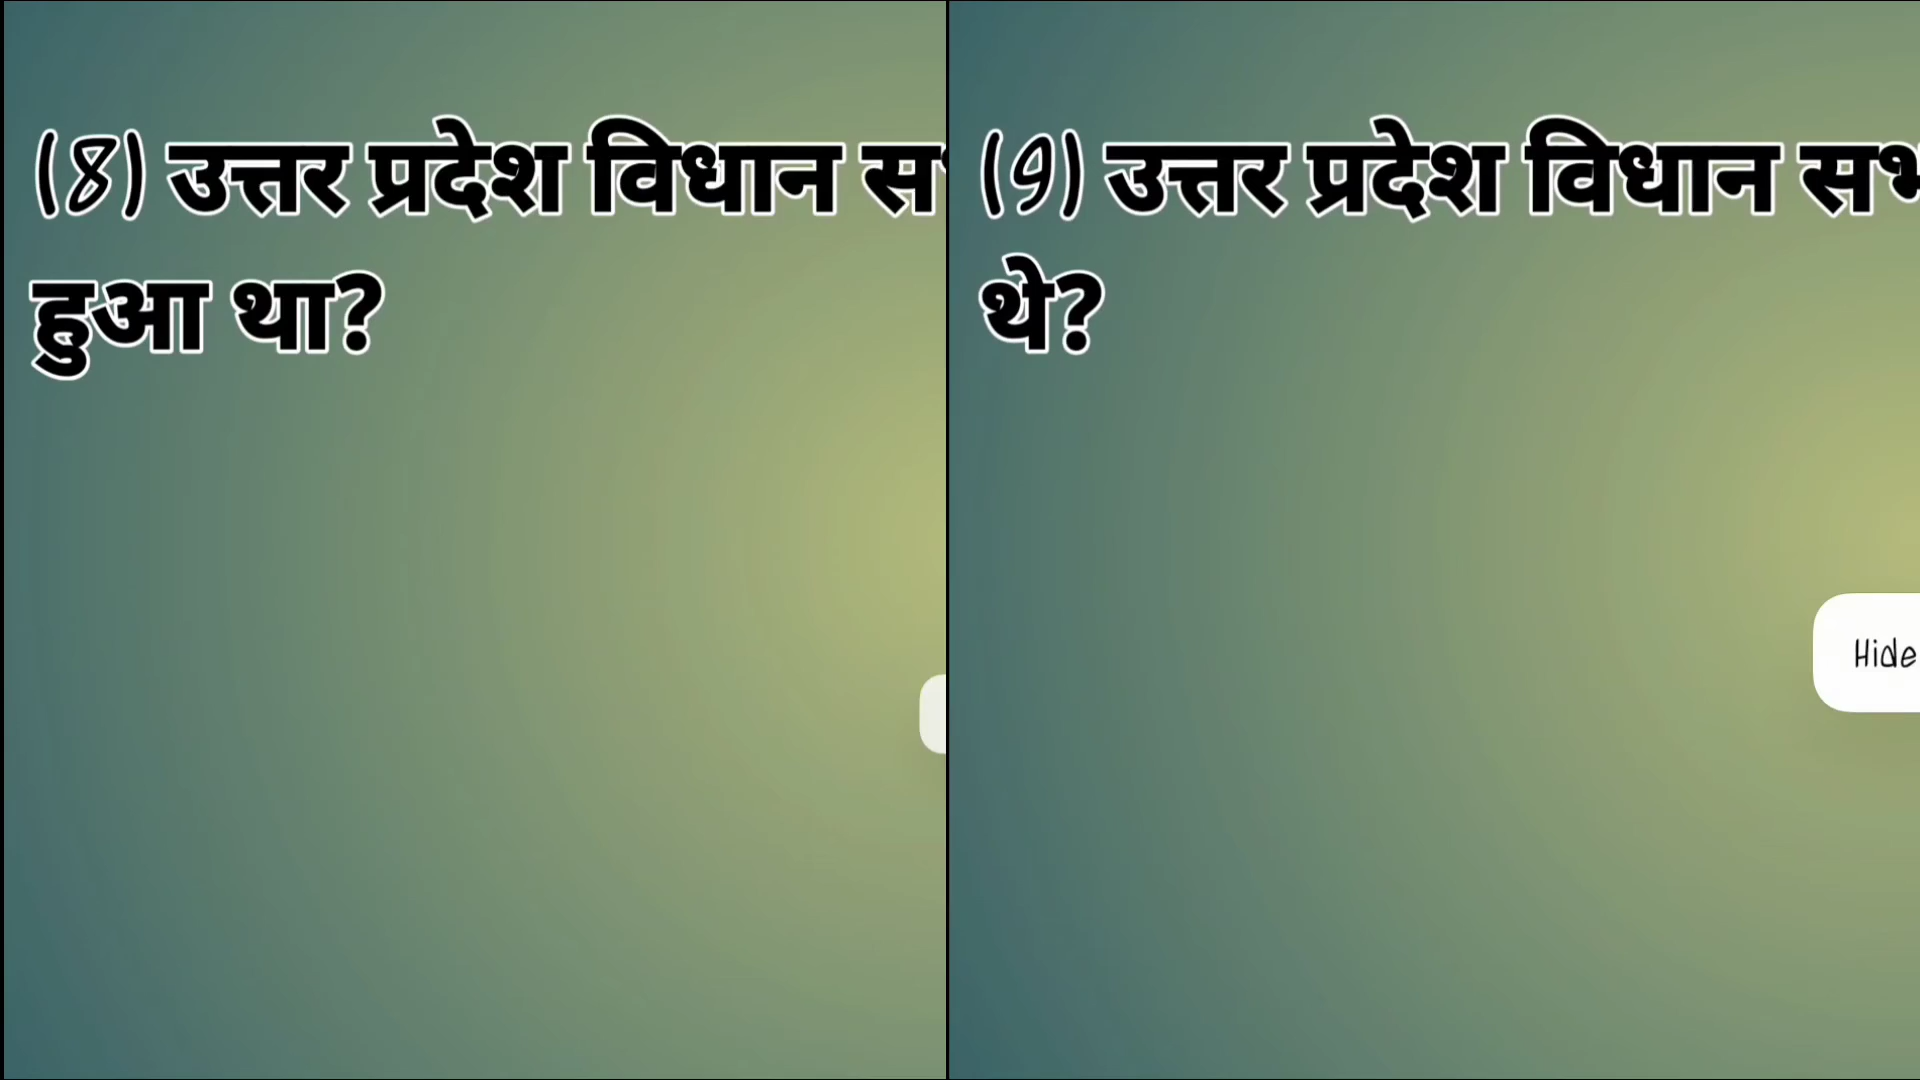 (8) उत्तर प्रदेश विधान
हुआ था?
(9) उत्तर प्रदेश विधान
थे?
Hide